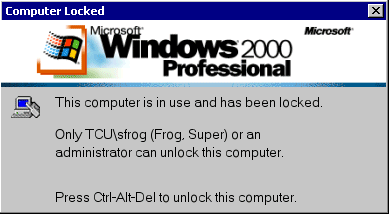 Computer Locked
Microsoft
Microsoft
Windows 2000
Professional
This computer is in use and has been locked.
Only TCU\sfrog (Frog, Super) or an
administrator can unlock this computer.
Press Ctrl-Alt-Del to unlock this computer.